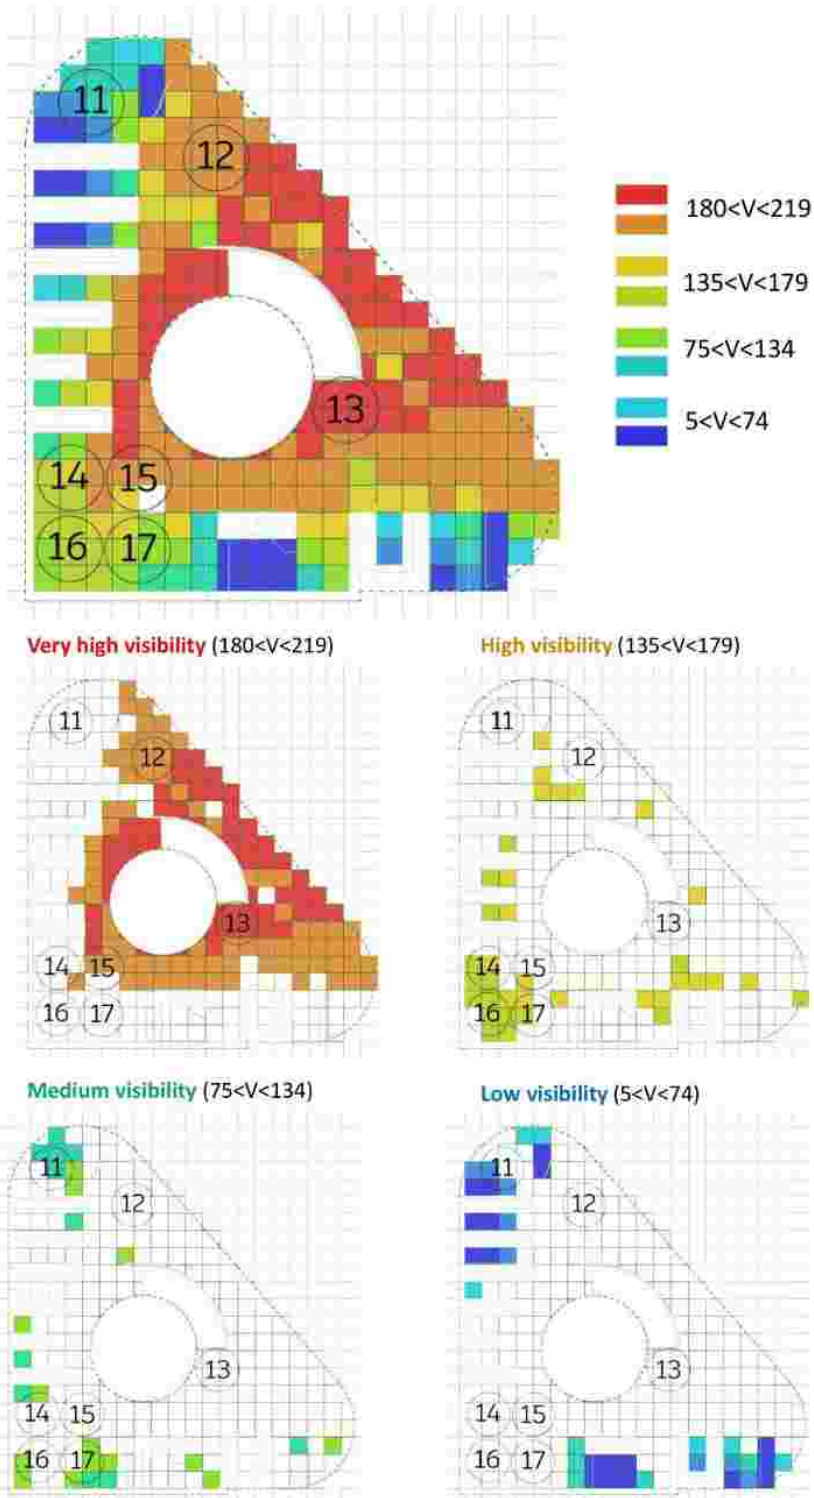 11
12
180<V<219
135<V<179
75<V<134
13
5<V<74
14 15
16 17
Very high visibility (180<V<219) High visibility (135<V<179)
11 11
12 12
13 13
14 15 14 15
16 17 16 17
Medium visibility (75<V<134) Low visibility (5<V<74)
11 11
12 12
13 13
14 15 14 15
16 17 16 17